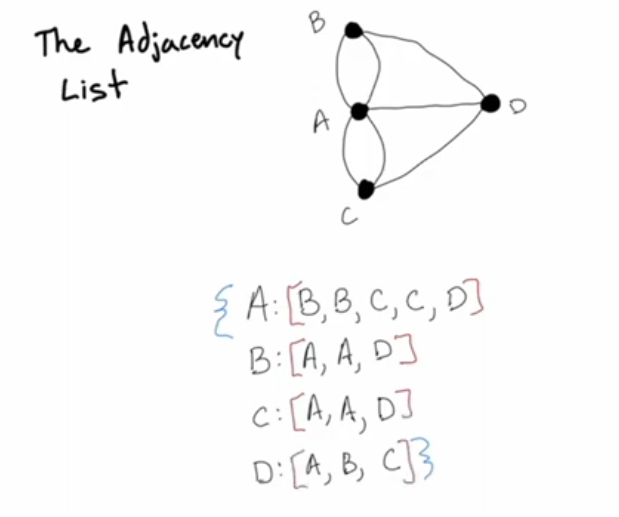 The Adjacency
List
B
A
D
C
{ A:[B,B,C,C,D]
B:[A,A,D]
C:[A,A,D]
D:[A,B,C]}